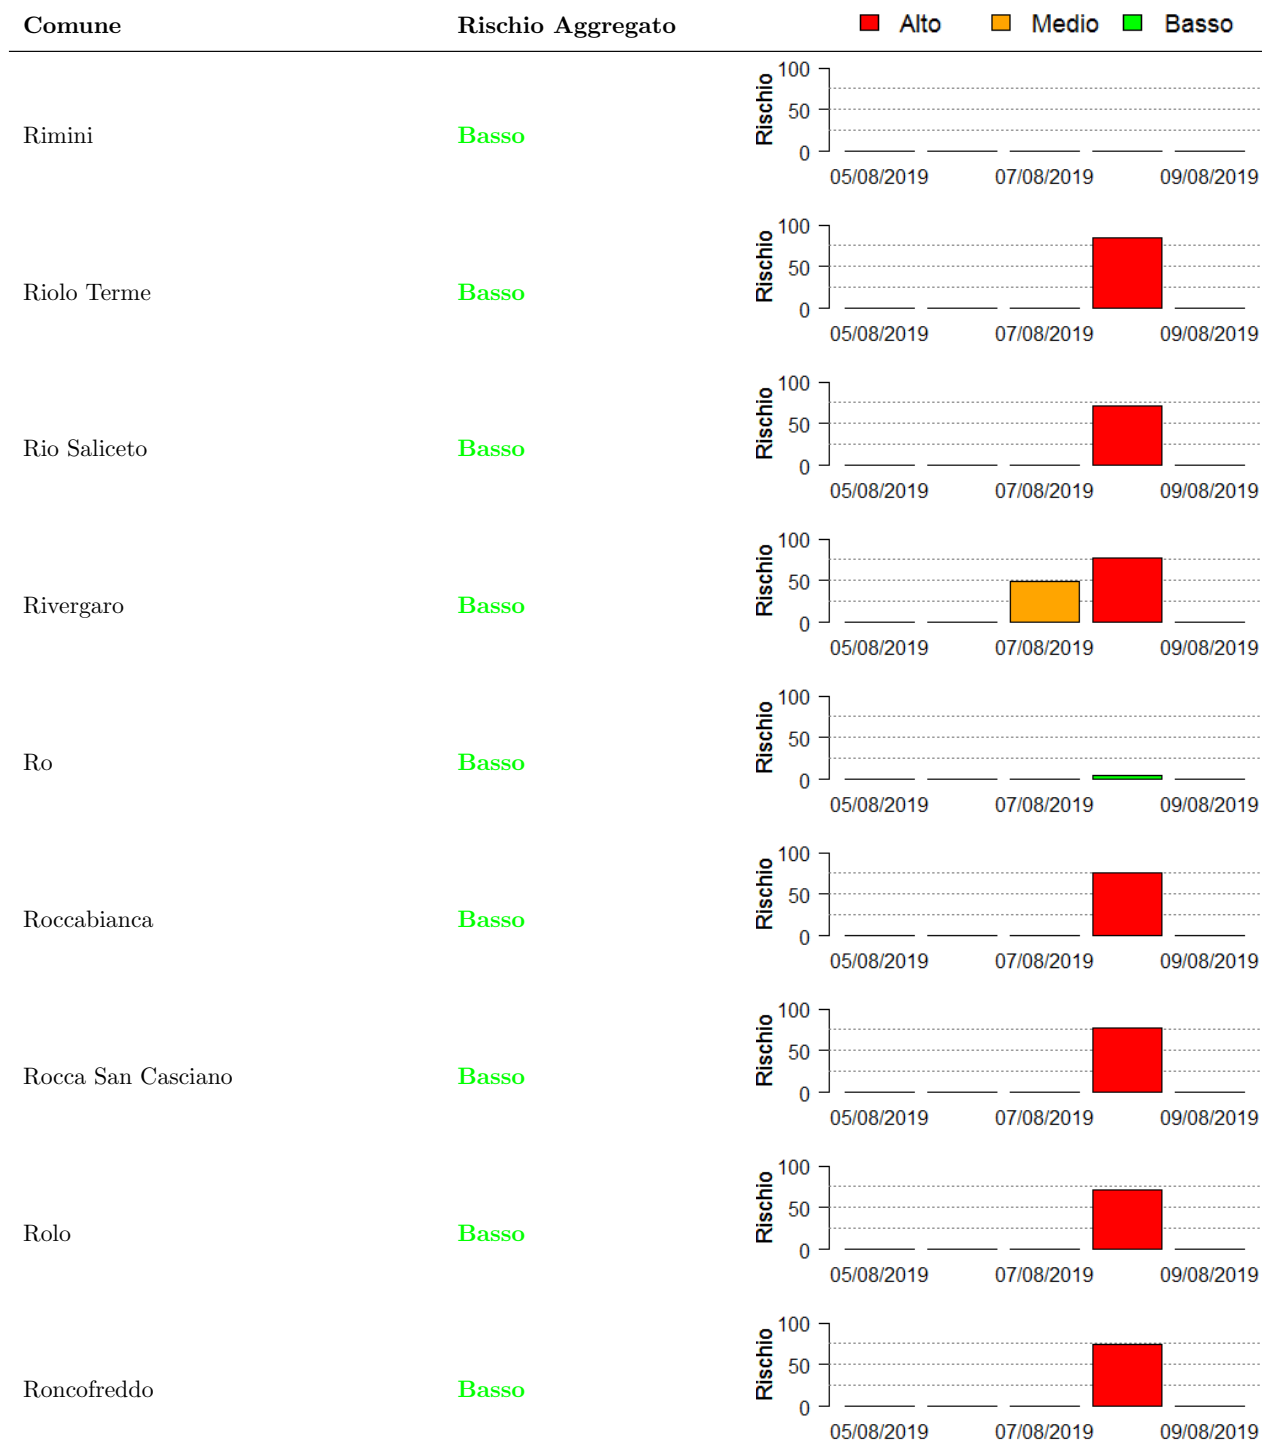 Comune Rischio Aggregato Alto Medio Basso
100
50
0
Rischio
Rimini Basso
05/08/2019 07/08/2019 09/08/2019
100
50
0
Rischio
Riolo Terme Basso
05/08/2019 07/08/2019 09/08/2019
100
50
0
Rischio
Rio Saliceto Basso
05/08/2019 07/08/2019 09/08/2019
100
50
0
Rischio
Rivergaro Basso
05/08/2019 07/08/2019 09/08/2019
100
50
0
Rischio
Ro Basso
05/08/2019 07/08/2019 09/08/2019
100
50
0
Rischio
Roccabianca Basso
05/08/2019 07/08/2019 09/08/2019
100
50
0
Rischio
Rocca San Casciano Basso
05/08/2019 07/08/2019 09/08/2019
100
50
0
Rischio
Rolo Basso
05/08/2019 07/08/2019 09/08/2019
100
50
0
Rischio
Roncofreddo Basso
05/08/2019 07/08/2019 09/08/2019